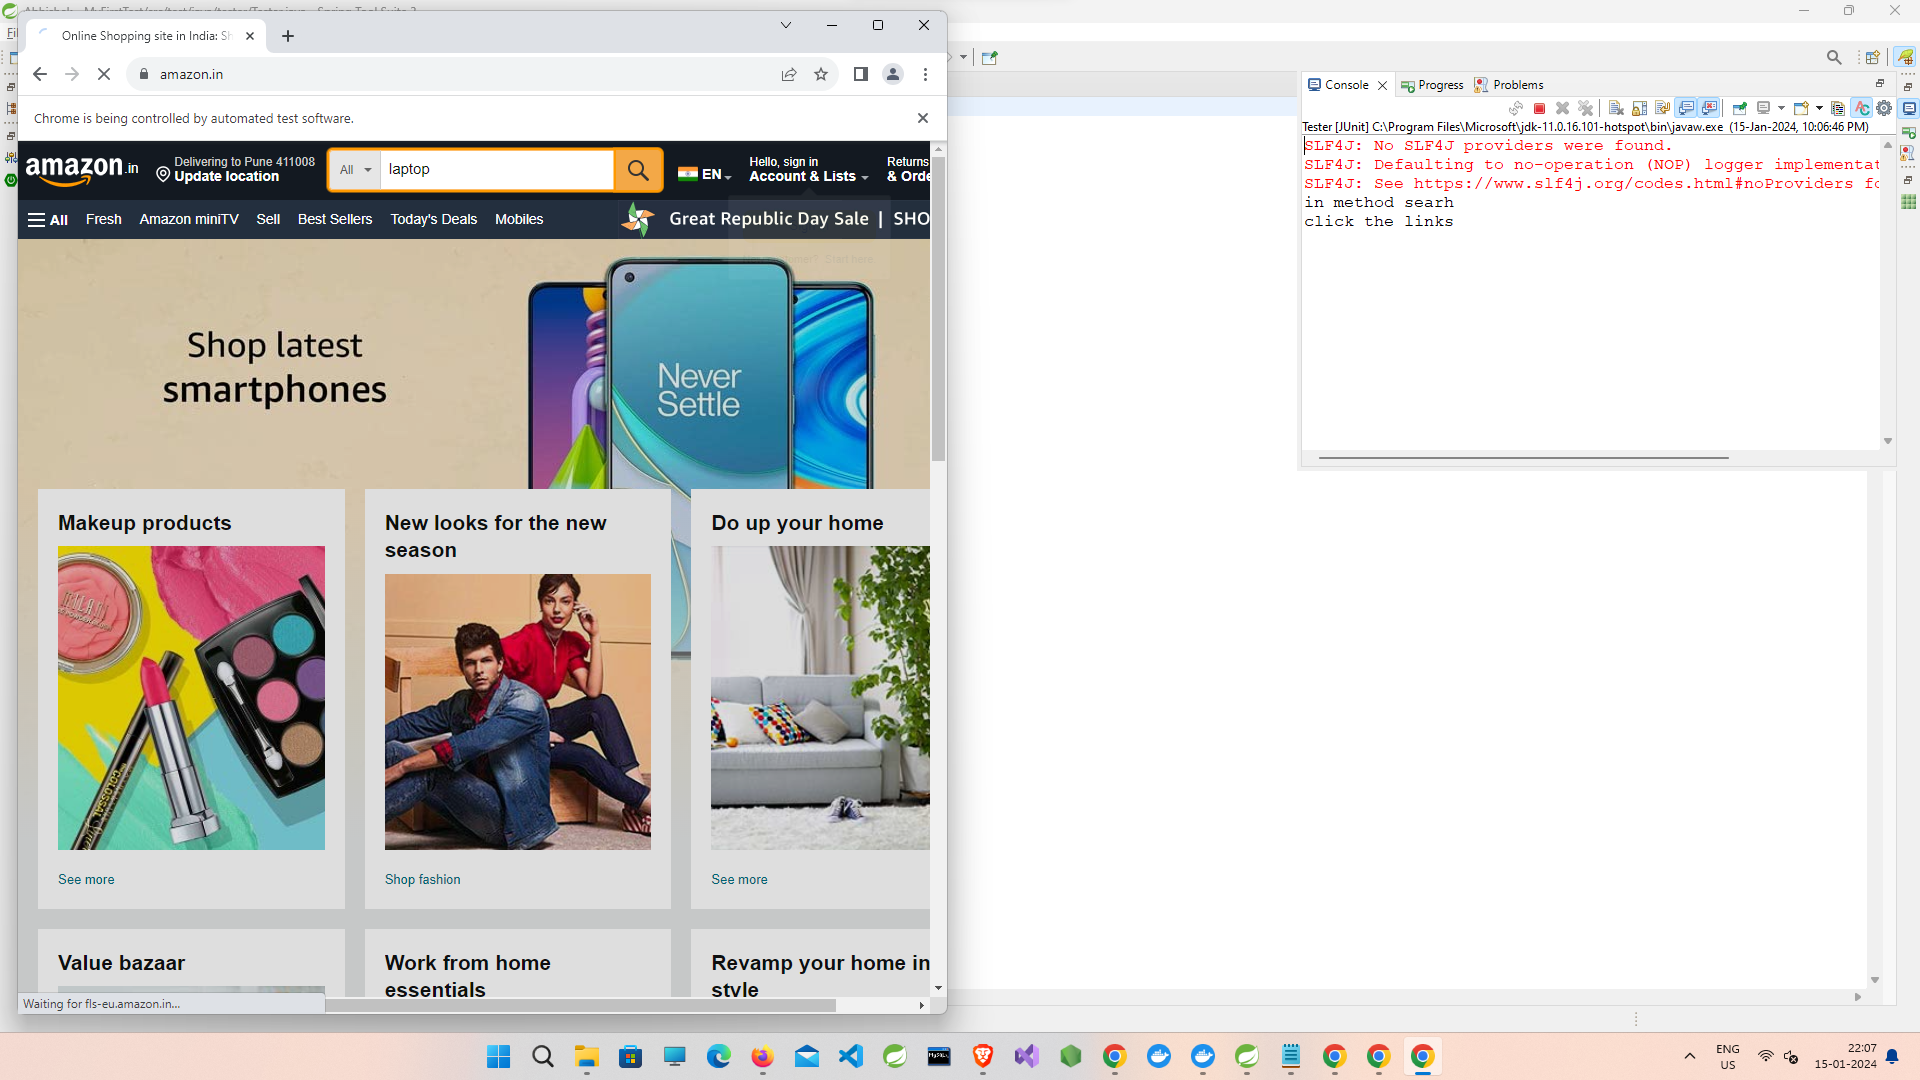 Online Shopping site in India: Sh
amazon.in
Chrome is being controlled by automated test software.
amazon.in
Delivering to Pune 411008
Update location
All
laptop
EN
Hello, sign in
Account & Lists
Returns
& Orde
All
Fresh
Amazon miniTV
Sell
Best Sellers
Today's Deals
Mobiles
Great Republic Day Sale | SHO
Shop latest
smartphones
Never
Settle
Makeup products
MILANI
COLOSSAL
See more
New looks for the new
season
Shop fashion
Do up your home
See more
Value bazaar
Work from home
essentials
Revamp your home in
style
Waiting for fls-eu.amazon.in...
Console
Progress
Problems
Tester [JUnit] C:\Program Files\Microsoft\jdk-11.0.16.101-hotspot\bin\javaw.exe (15-Jan-2024, 10:06:46 PM)
SLF4J: No SLF4J providers were found.
SLF4J: Defaulting to no-operation (NOP) logger implementat
SLF4J: See https://www.slf4j.org/codes.html#noProviders fo
in method searh
click the links
ENG
US
22:07
15-01-2024